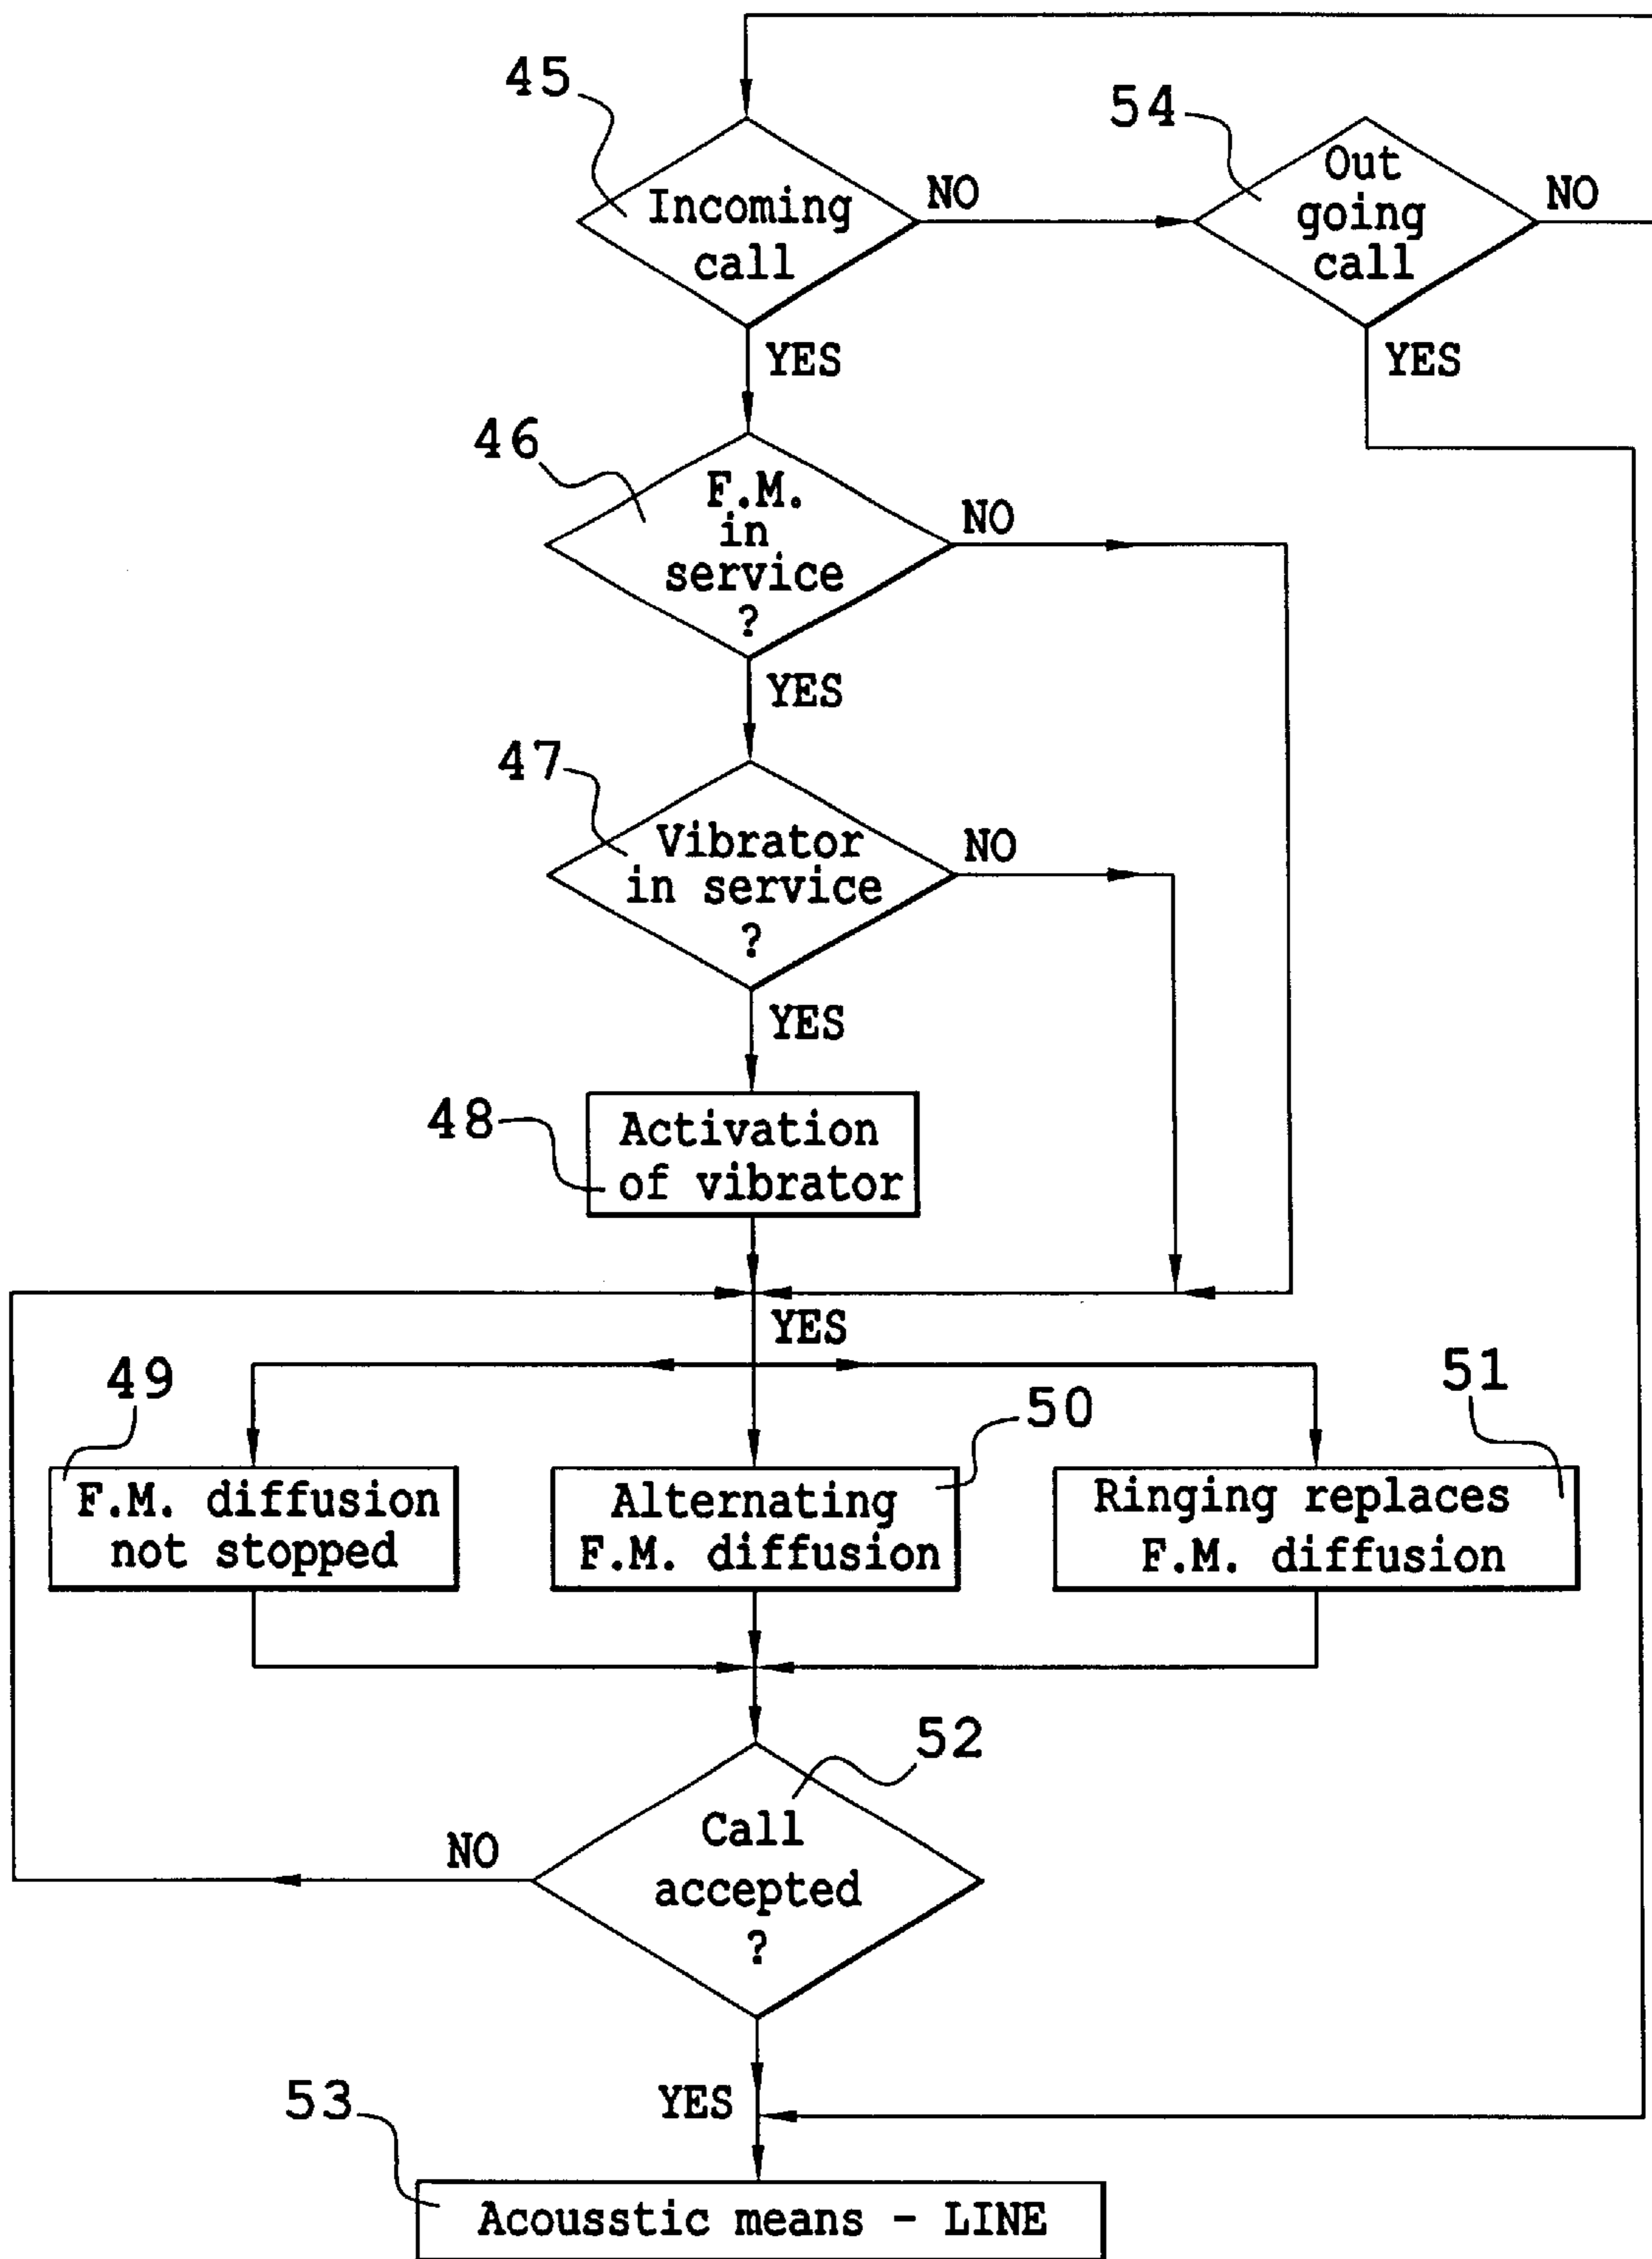 45
54
Incoming
call
NO
Out
going
call
NO
YES
YES
46
F.M.
in
service
?
NO
YES
47
Vibrator
in service
?
NO
YES
48
Activation
of vibrator
YES
49
50
51
F.M. diffusion
not stopped
Alternating
F.M. diffusion
Ringing replaces
F.M. diffusion
52
Call
accepted
?
NO
YES
53
Acousstic means - LINE